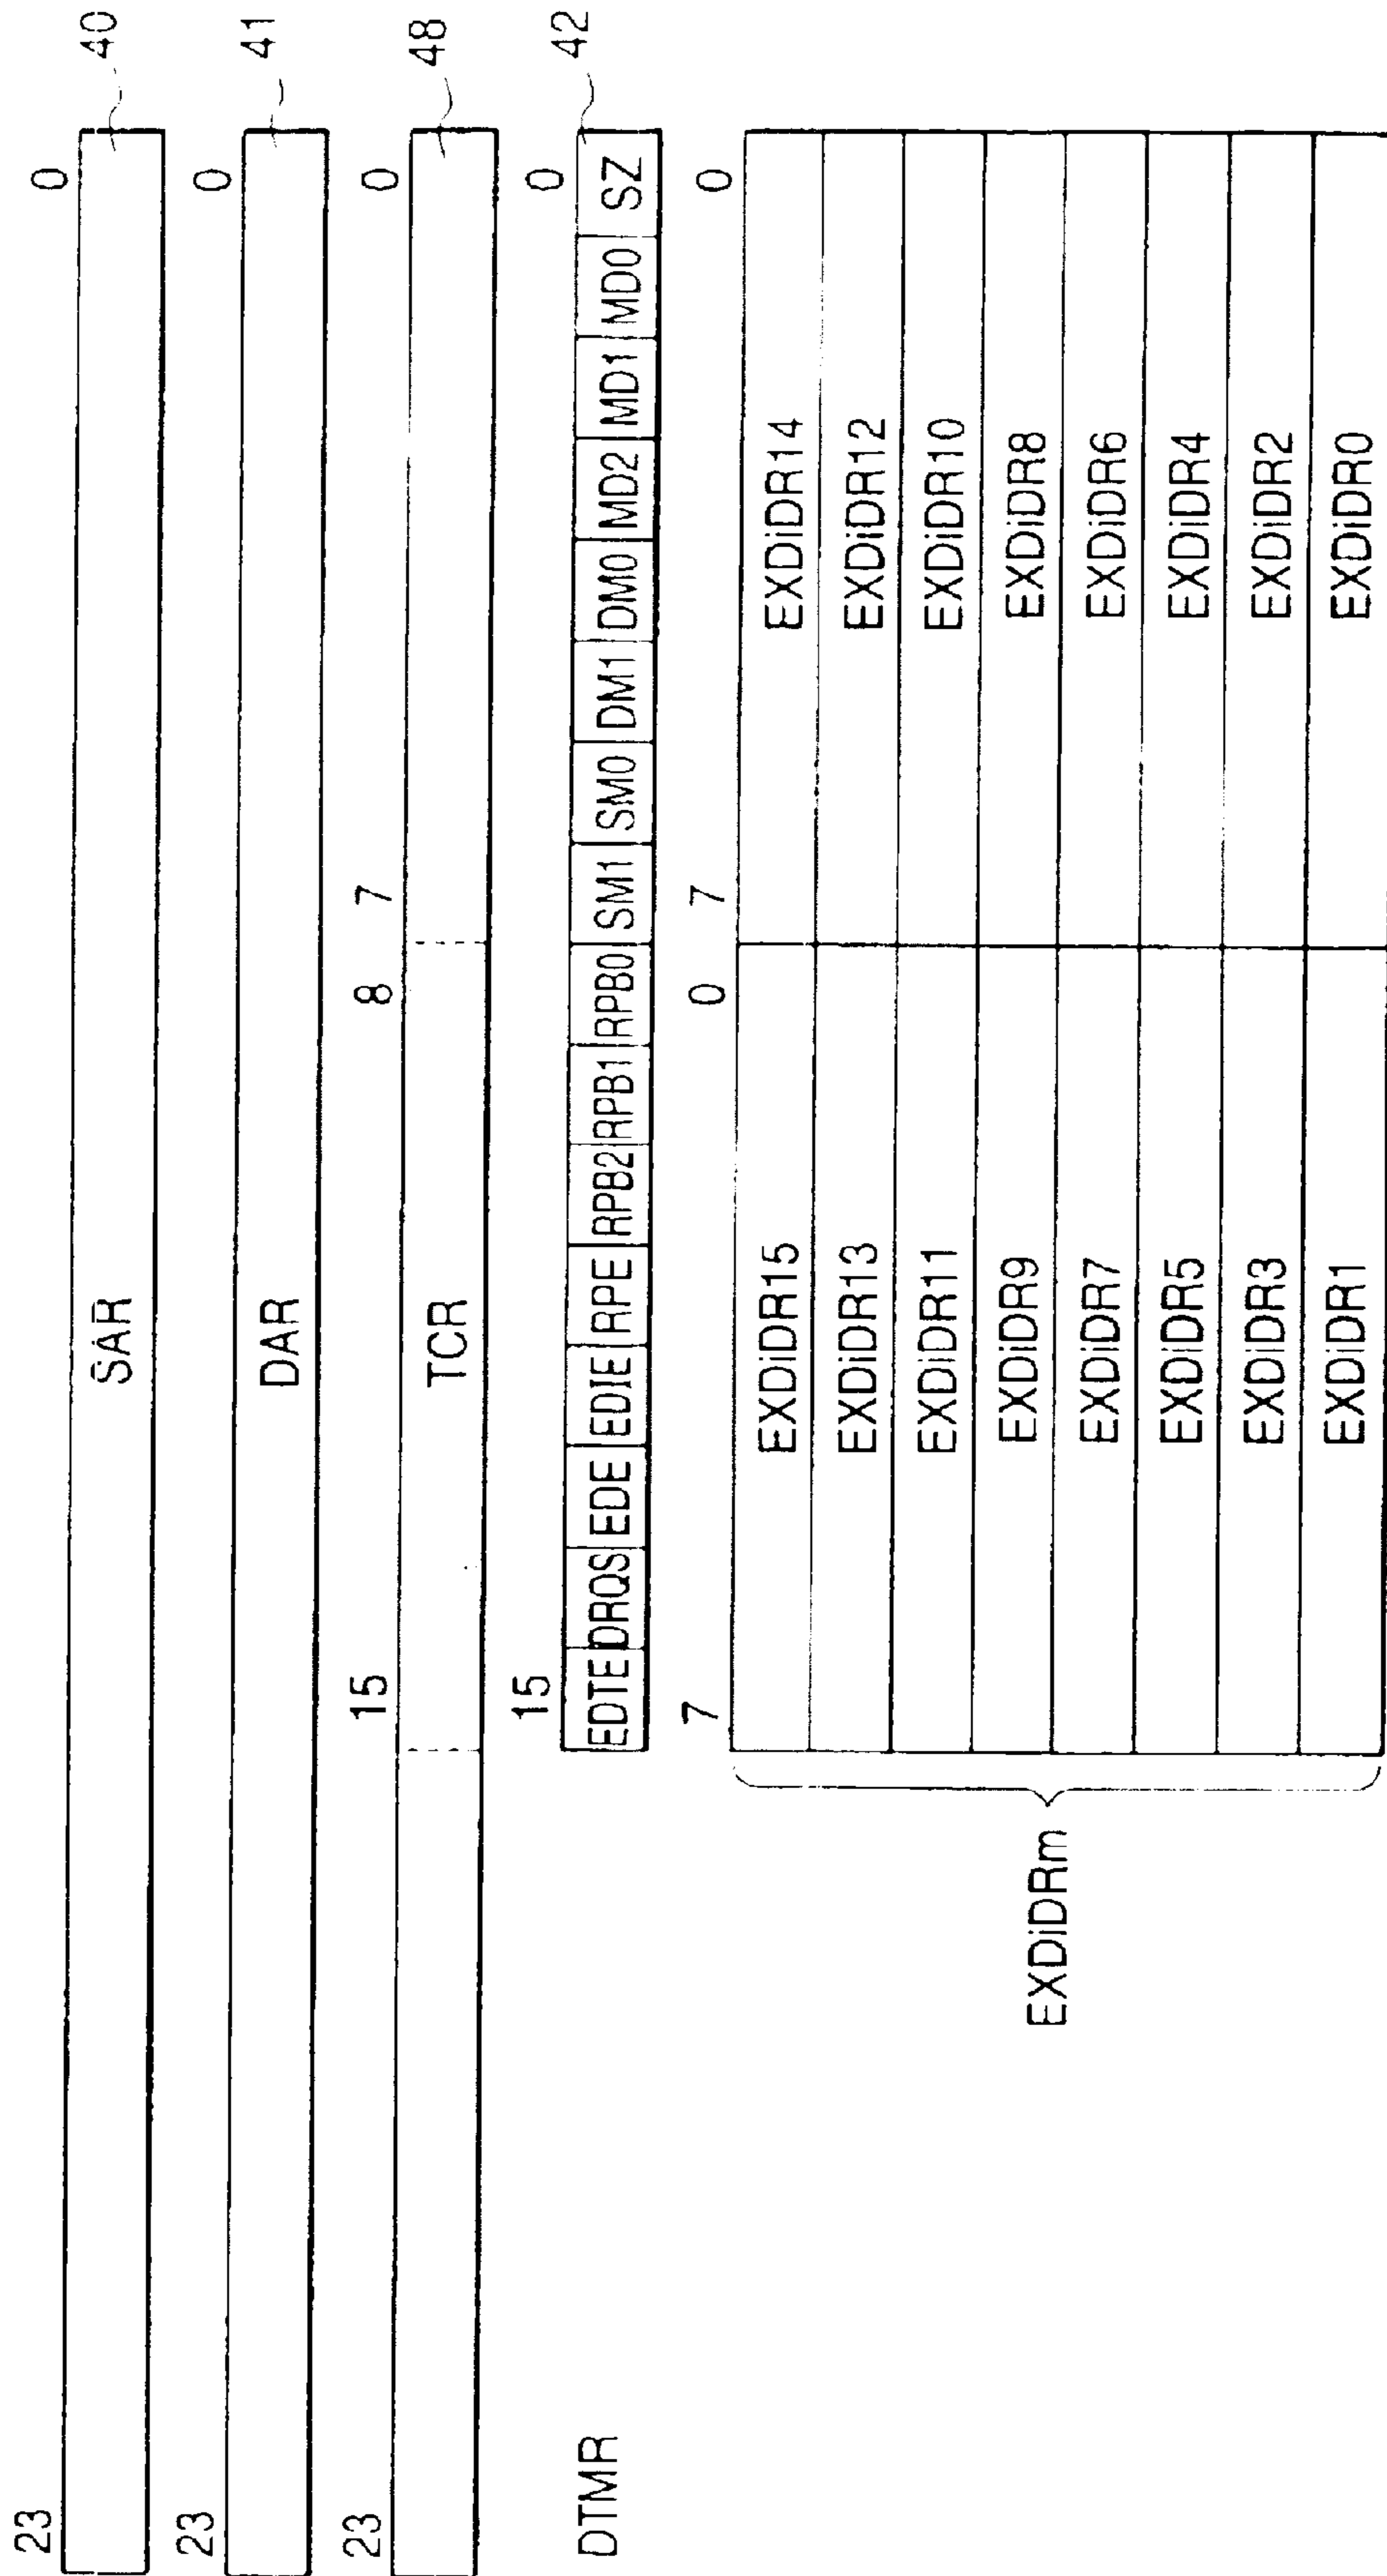 23 0
SAR 40
23 0
DAR 41
23 15 8 7 0
TCR 48
15 0
DTMR EDTE DRQS EDE EDIE RPE RPB2 RPB1 RPB0 SM1 SM0 DM1 DM0 MD2 MD1 MD0 SZ 42
7 0 7 0
EXDiDR15 EXDiDR14
EXDiDR13 EXDiDR12
EXDiDR11 EXDiDR10
EXDiDR9 EXDiDR8
EXDiDRm
EXDiDR7 EXDiDR6
EXDiDR5 EXDiDR4
EXDiDR3 EXDiDR2
EXDiDR1 EXDiDR0